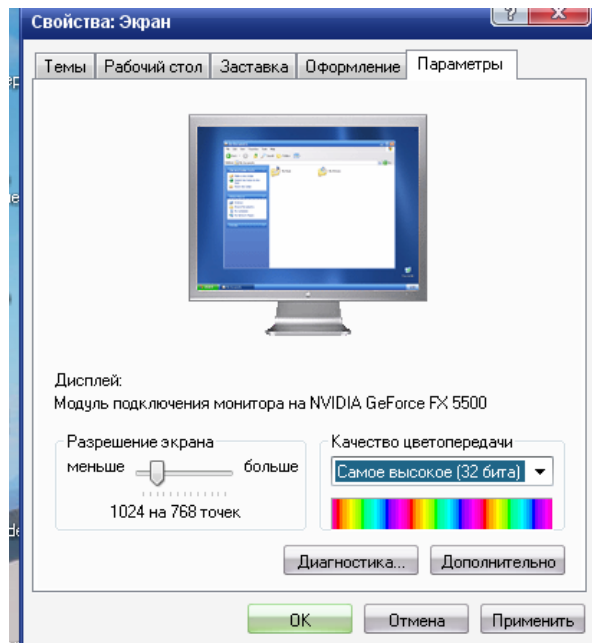 Свойства: Экран
Темы Рабочий стол Заставка Оформление Параметры
Дисплей:
Модуль подключения монитора на NVIDIA GeForce FX 5500
Разрешение экрана
меньше больше
1024 на 768 точек
Качество цветопередачи
Самое высокое (32 бита)
Диагностика... Дополнительно
OK Отмена Применить